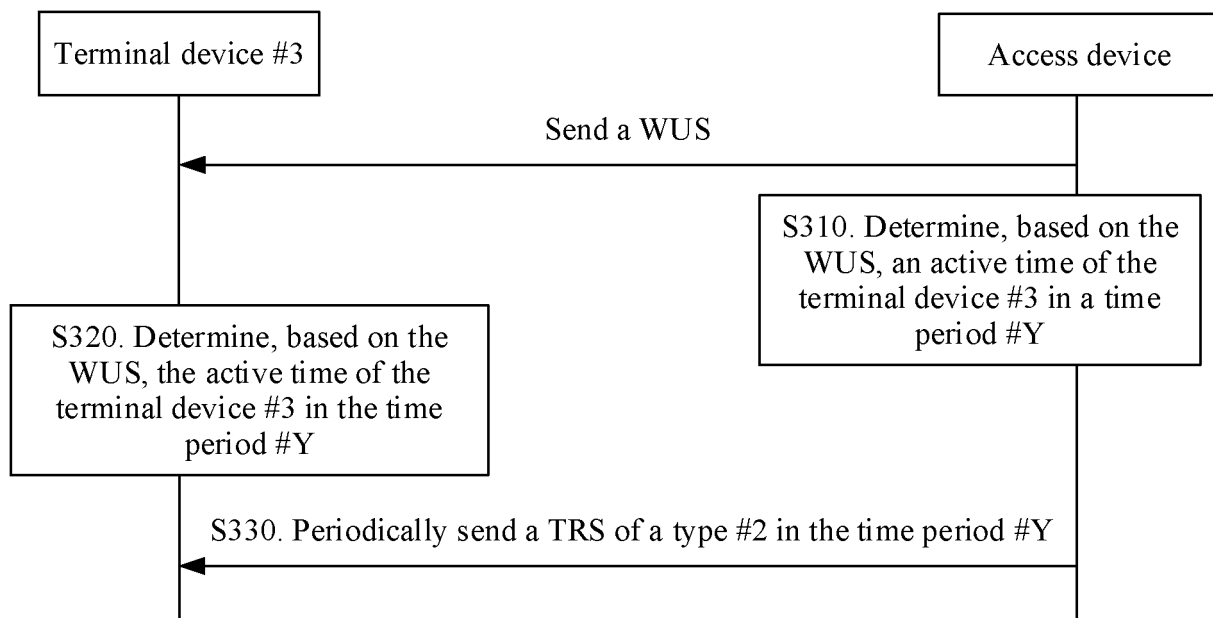 Terminal device #3
Access device
Send a WUS
S310. Determine, based on the
WUS, an active time of the
terminal device #3 in a time
period #Y
S320. Determine, based on the
WUS, the active time of the
terminal device #3 in the time
period #Y
S330. Periodically send a TRS of a type #2 in the time period #Y